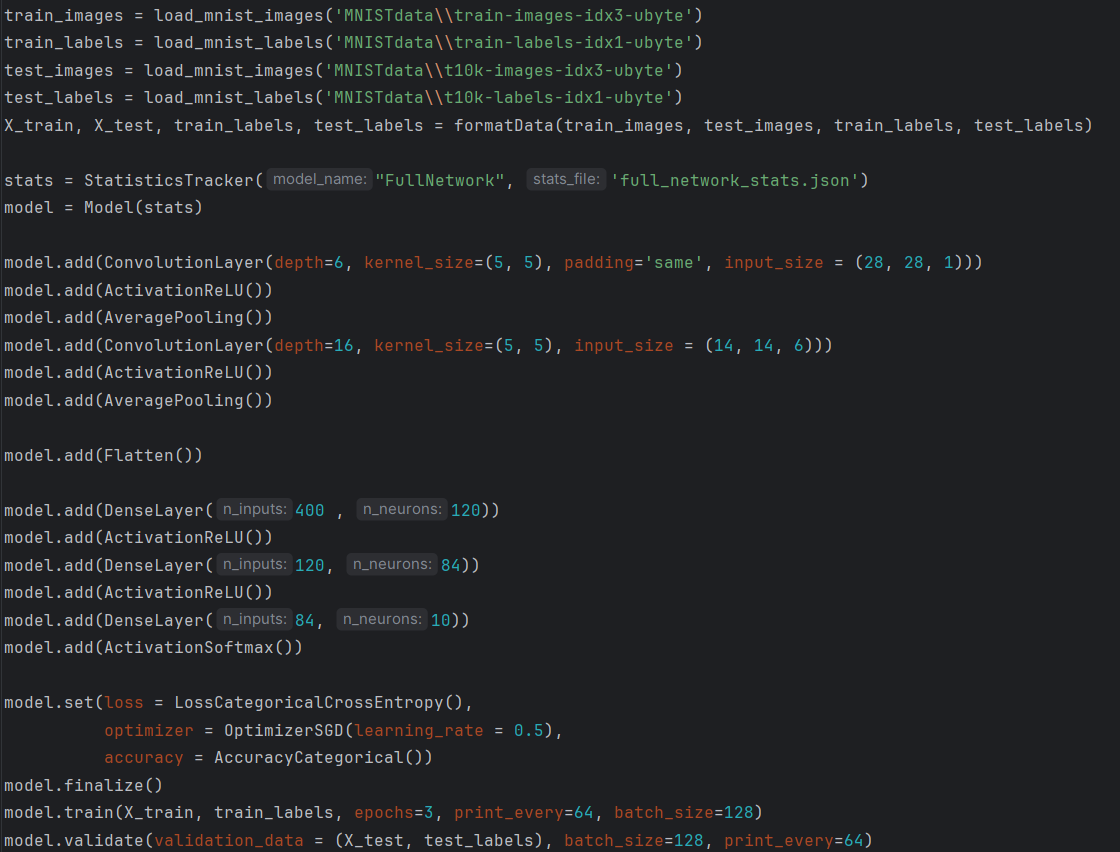 train_images = load_mnist_images('MNISTdata\\train-images-idx3-ubyte')
train_labels = load_mnist_labels('MNISTdata\\train-labels-idx1-ubyte')
test_images = load_mnist_images('MNISTdata\\t10k-images-idx3-ubyte')
test_labels = load_mnist_labels('MNISTdata\\t10k-labels-idx1-ubyte')
X_train, X_test, train_labels, test_labels = formatData(train_images, test_images, train_labels, test_labels)
stats = StatisticsTracker( model_name: "FullNetwork", stats_file: 'full_network_stats.json')
model = Model(stats)
model.add(ConvolutionLayer(depth=6, kernel_size=(5, 5), padding='same', input_size = (28, 28, 1)))
model.add(ActivationReLU())
model.add(AveragePooling())
model.add(ConvolutionLayer(depth=16, kernel_size=(5, 5), input_size = (14, 14, 6)))
model.add(ActivationReLU())
model.add(AveragePooling())
model.add(Flatten())
model.add(DenseLayer( n_inputs: 400 , n_neurons: 120))
model.add(ActivationReLU())
model.add(DenseLayer( n_inputs: 120, n_neurons: 84))
model.add(ActivationReLU())
model.add(DenseLayer( n_inputs: 84, n_neurons: 10))
model.add(ActivationSoftmax())
model.set(loss = LossCategoricalCrossEntropy(),
optimizer = OptimizerSGD(learning_rate = 0.5),
accuracy = AccuracyCategorical())
model.finalize()
model.train(X_train, train_labels, epochs=3, print_every=64, batch_size=128)
model.validate(validation_data = (X_test, test_labels), batch_size=128, print_every=64)